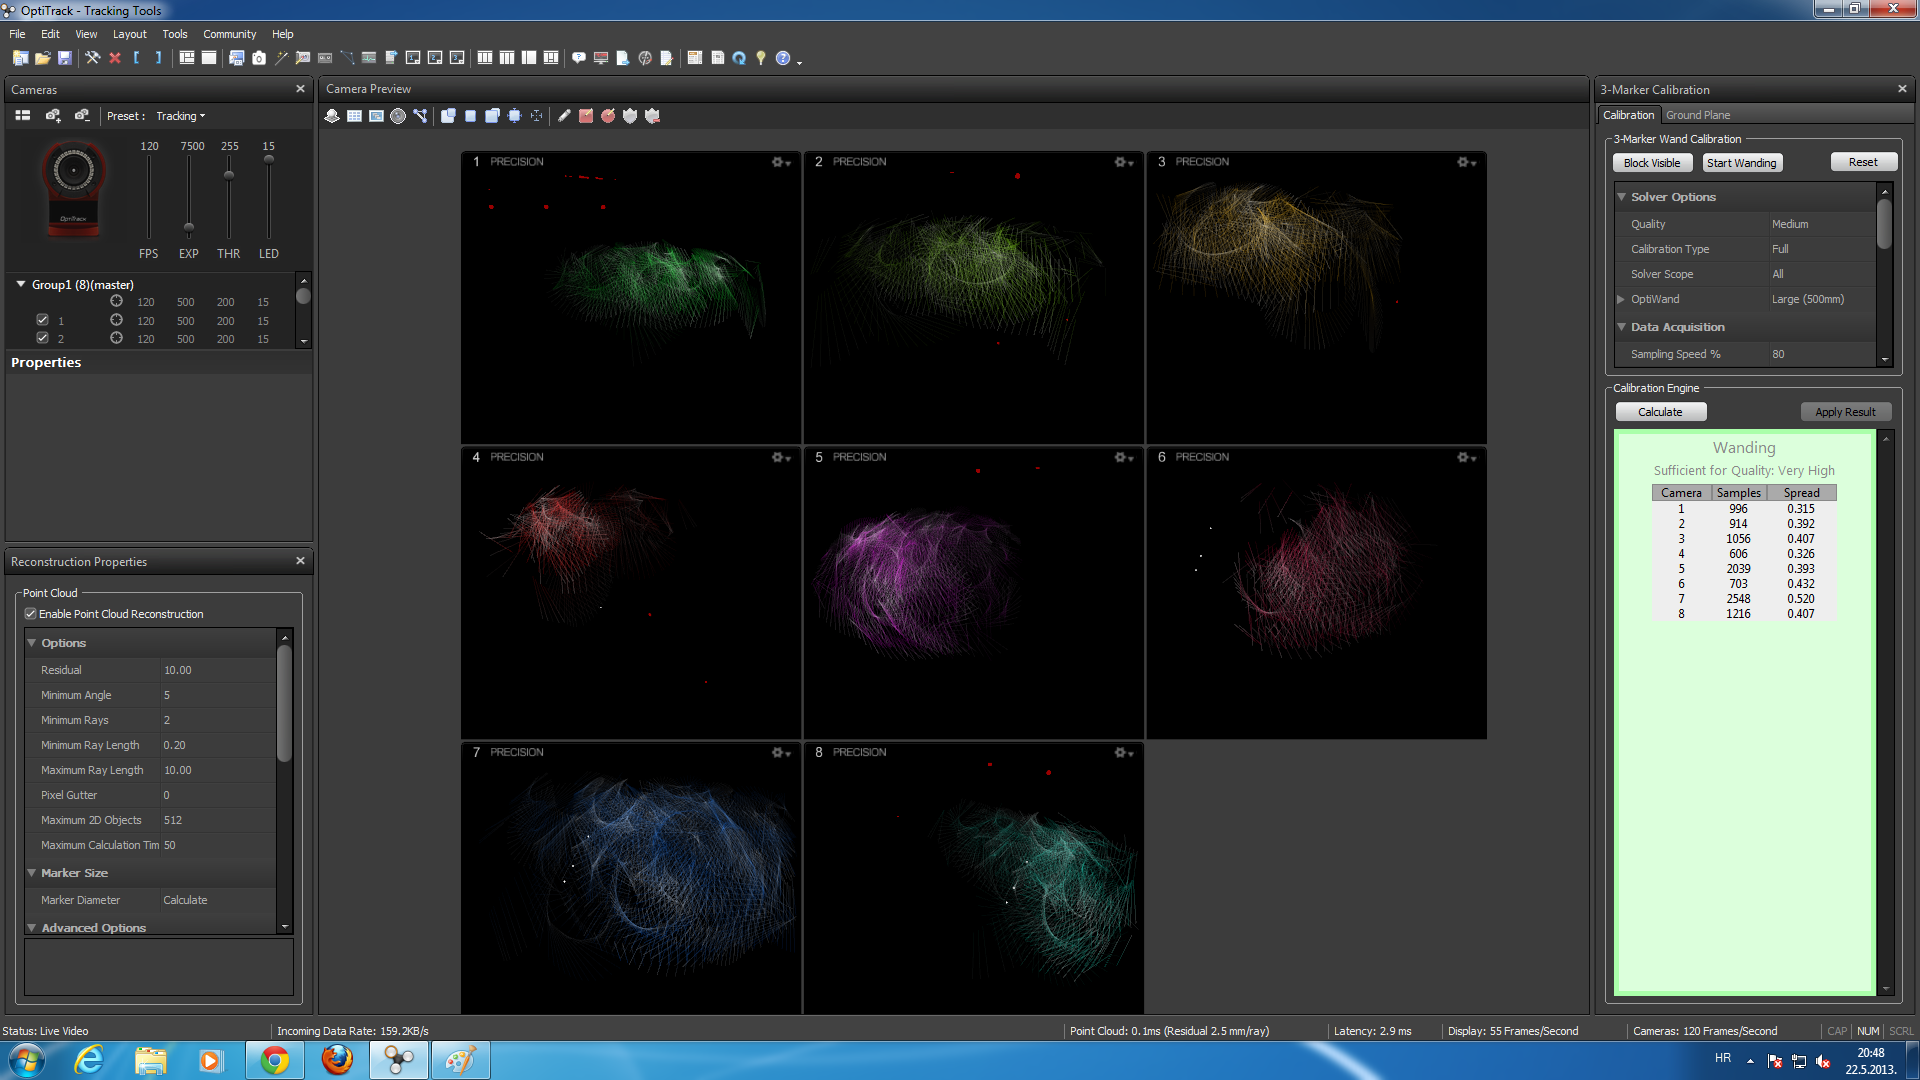 OptiTrack - Tracking Tools
File Edit View Layout Tools Community Help
Cameras
Preset : Tracking
120 7500 255 15
OptiTrack
FPS EXP THR LED
Group1 (8)(master)
120 500 200 15
1 120 500 200 15
2 120 500 200 15
Properties
Reconstruction Properties
Point Cloud
Enable Point Cloud Reconstruction
Options
Residual 10.00
Minimum Angle 5
Minimum Rays 2
Minimum Ray Length 0.20
Maximum Ray Length 10.00
Pixel Gutter 0
Maximum 2D Objects 512
Maximum Calculation Tim 50
Marker Size
Marker Diameter Calculate
Advanced Options
Camera Preview
1 PRECISION
2 PRECISION
3 PRECISION
4 PRECISION
5 PRECISION
6 PRECISION
7 PRECISION
8 PRECISION
3-Marker Calibration
Calibration Ground Plane
3-Marker Wand Calibration
Block Visible Start Wanding Reset
Solver Options
Quality Medium
Calibration Type Full
Solver Scope All
OptiWand Large (500mm)
Data Acquisition
Sampling Speed % 80
Calibration Engine
Calculate Apply Result
Wanding
Sufficient for Quality: Very High
Camera Samples Spread
1 996 0.315
2 914 0.392
3 1056 0.407
4 606 0.326
5 2039 0.393
6 703 0.432
7 2548 0.520
8 1216 0.407
Status: Live Video Incoming Data Rate: 159.2KB/s Point Cloud: 0.1ms (Residual 2.5 mm/ray) Latency: 2.9 ms Display: 55 Frames/Second Cameras: 120 Frames/Second CAP NUM SCRL
HR
20:48
22.5.2013.